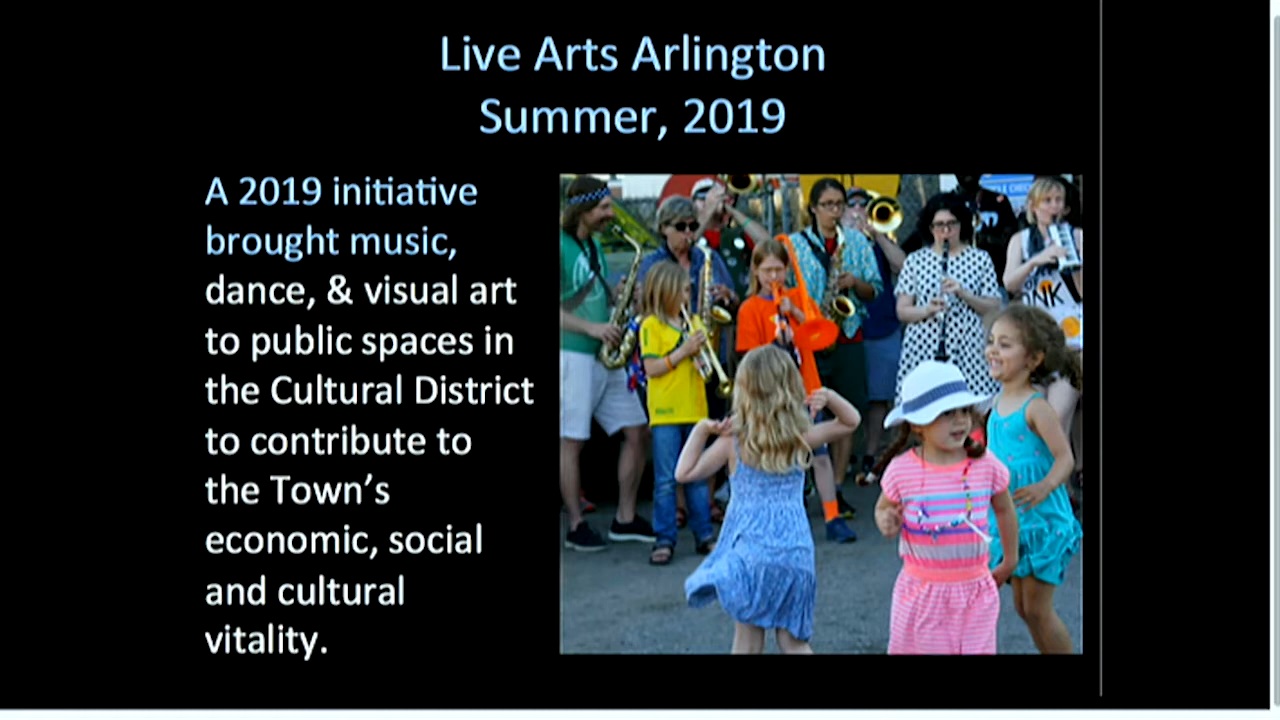 Live Arts Arlington
Summer, 2019
A 2019 initiative
brought music,
dance, & visual art
to public spaces in
the Cultural District
to contribute to
the Town's
economic, social
and cultural
vitality.